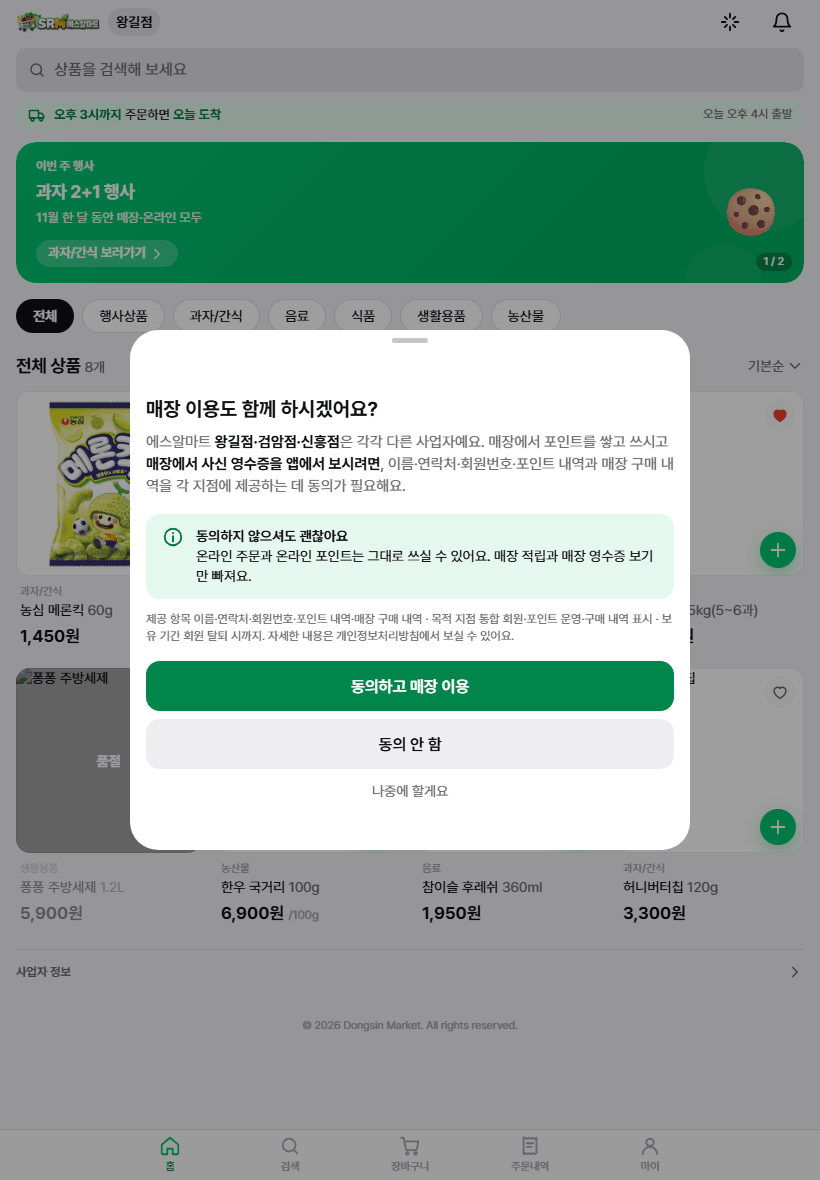 SRM에스알마트
왕길점
상품을 검색해 보세요
오후 3시까지 주문하면 오늘 도착
오늘 오후 4시 출발
이번 주 행사
과자 2+1 행사
11월 한 달 동안 매장·온라인 모두
과자/간식 보러가기
1 / 2
전체
행사상품
과자/간식
음료
식품
생활용품
농산물
전체 상품 8개
기본순
매장 이용도 함께 하시겠어요?
에스알마트 왕길점·검암점·신흥점은 각각 다른 사업자예요. 매장에서 포인트를 쌓고 쓰시고
매장에서 사신 영수증을 앱에서 보시려면, 이름·연락처·회원번호·포인트 내역과 매장 구매 내
역을 각 지점에 제공하는 데 동의가 필요해요.
동의하지 않으셔도 괜찮아요
온라인 주문과 온라인 포인트는 그대로 쓰실 수 있어요. 매장 적립과 매장 영수증 보기
만 빠져요.
제공 항목 이름·연락처·회원번호·포인트 내역·매장 구매 내역 · 목적 지점 통합 회원·포인트 운영·구매 내역 표시 · 보
유 기간 회원 탈퇴 시까지. 자세한 내용은 개인정보처리방침에서 보실 수 있어요.
동의하고 매장 이용
동의 안 함
나중에 할게요
농심
메론킥
과자/간식
농심 메론킥 60g
1,450원
5kg(5~6과)
원
퐁퐁 주방세제
품절
칩
생활용품
퐁퐁 주방세제 1.2L
5,900원
농산물
한우 국거리 100g
6,900원 /100g
음료
참이슬 후레쉬 360ml
1,950원
과자/간식
허니버터칩 120g
3,300원
사업자 정보
© 2026 Dongsin Market. All rights reserved.
홈
검색
장바구니
주문내역
마이